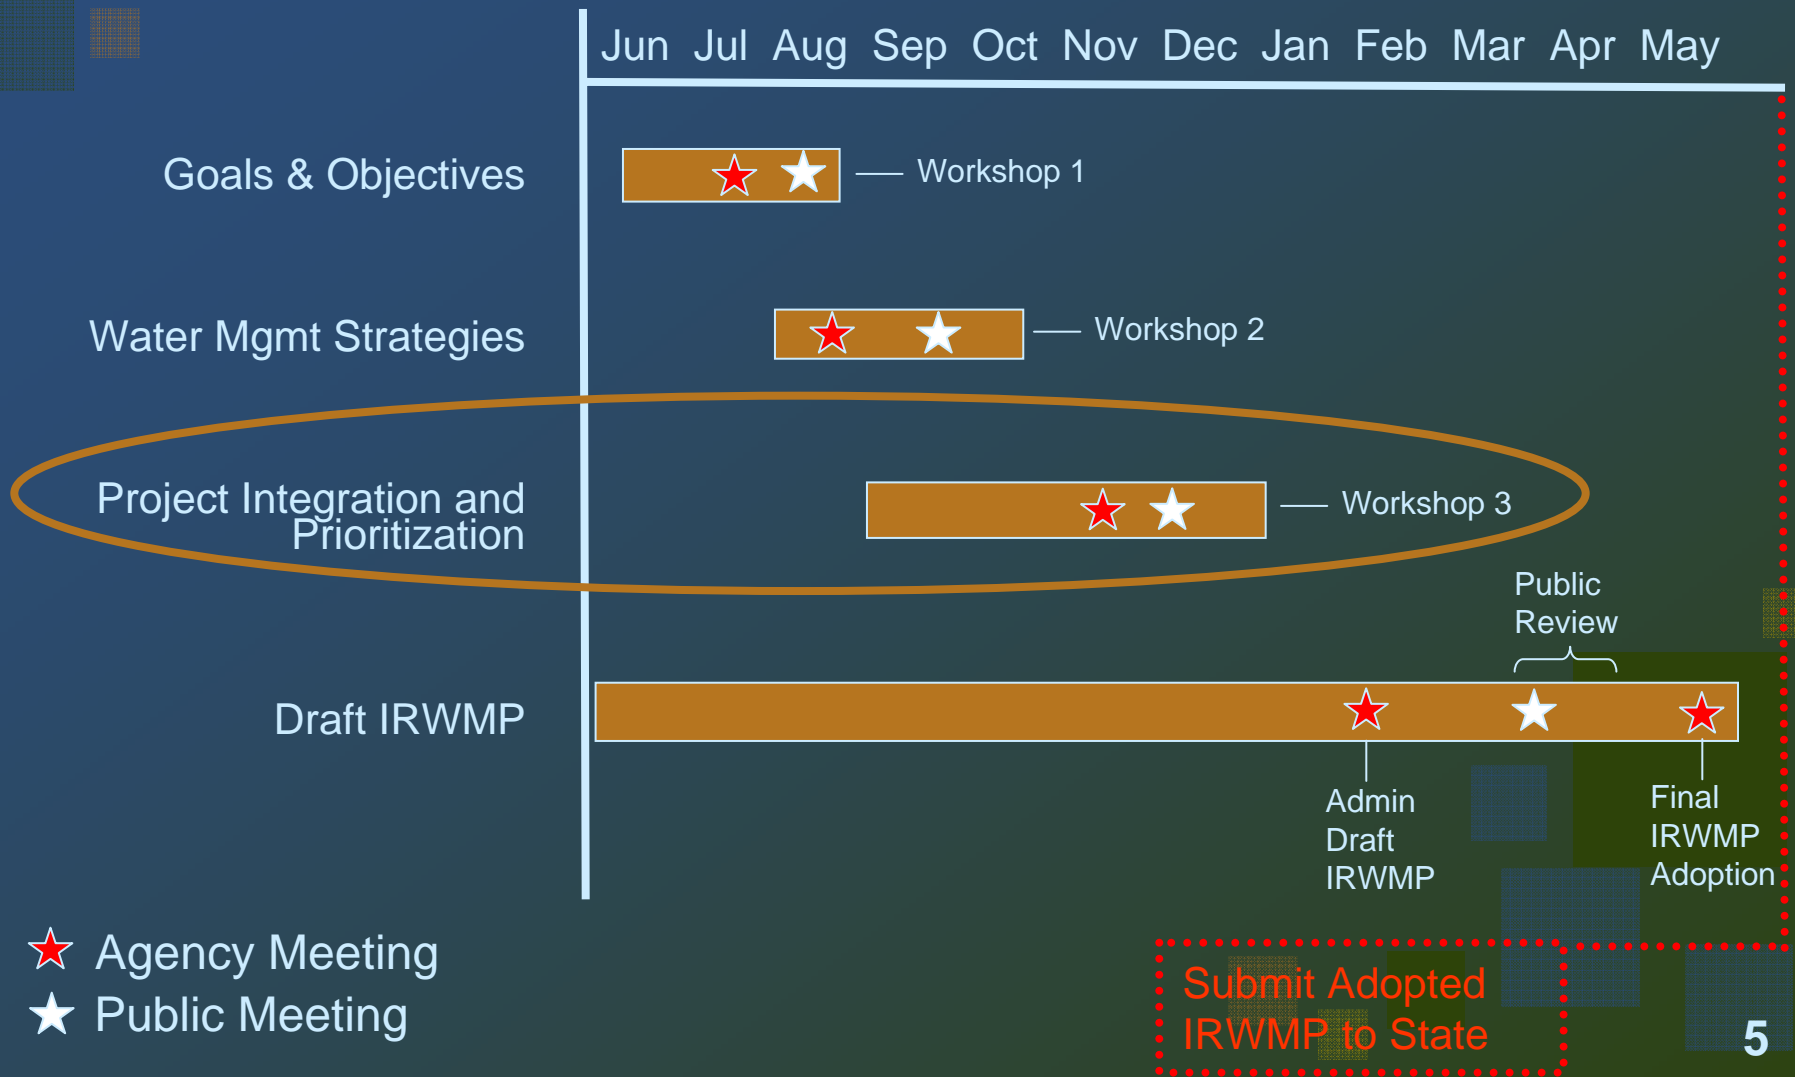 Jun Jul Aug Sep Oct Nov Dec Jan Feb Mar Apr May
Goals & Objectives
Workshop 1
Water Mgmt Strategies
Workshop 2
Project Integration and
Prioritization
Workshop 3
Public
Review
Draft IRWMP
Admin
Draft
IRWMP
Final
IRWMP
Adoption
Agency Meeting
Public Meeting
Submit Adopted
IRWMP to State
5